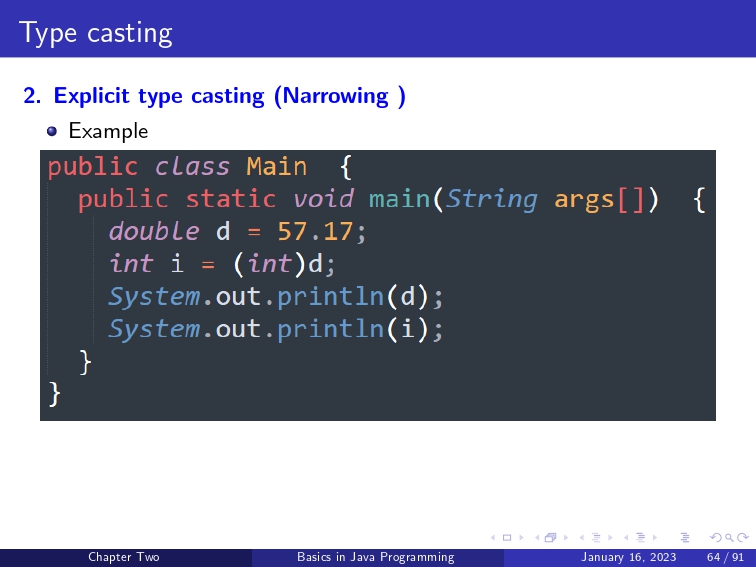 Type casting
2. Explicit type casting (Narrowing )
Example
public class Main  {
  public static void main(String args[])  {
    double d = 57.17;
    int i = (int)d;
    System.out.println(d);
    System.out.println(i);
  }
}
Chapter Two Basics in Java Programming January 16, 2023 64 / 91